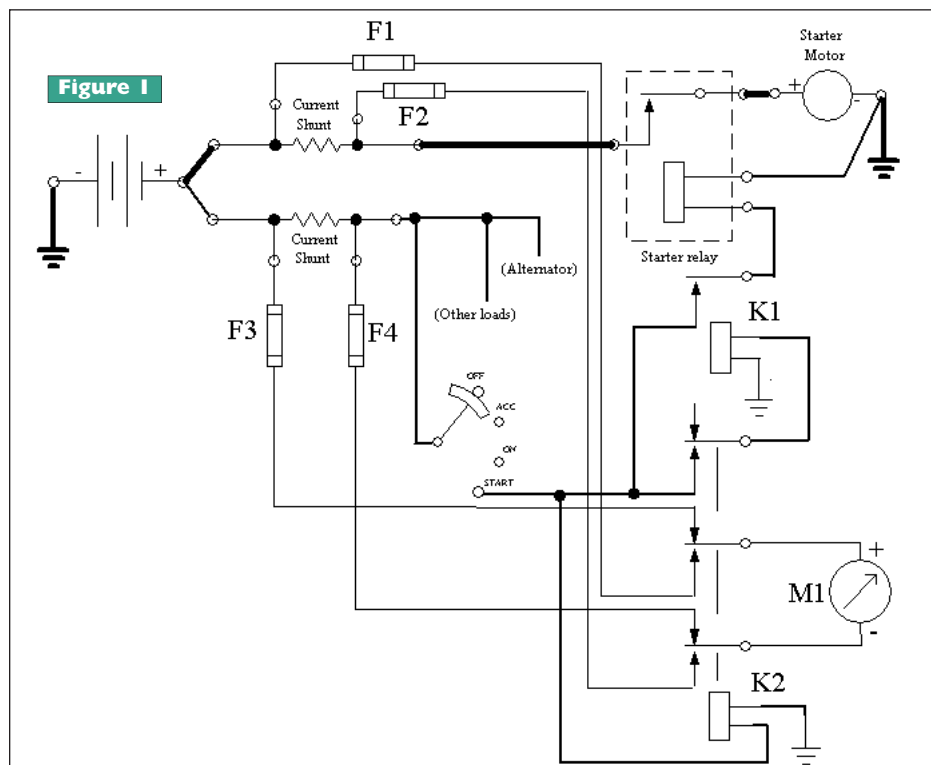 Figure 1
F1
F2
Starter
Motor
+
-
Current
Shunt
-
+
Current
Shunt
(Alternator)
(Other loads)
Starter relay
F3
F4
K1
OFF
ACC
ON
START
+
M1
-
K2